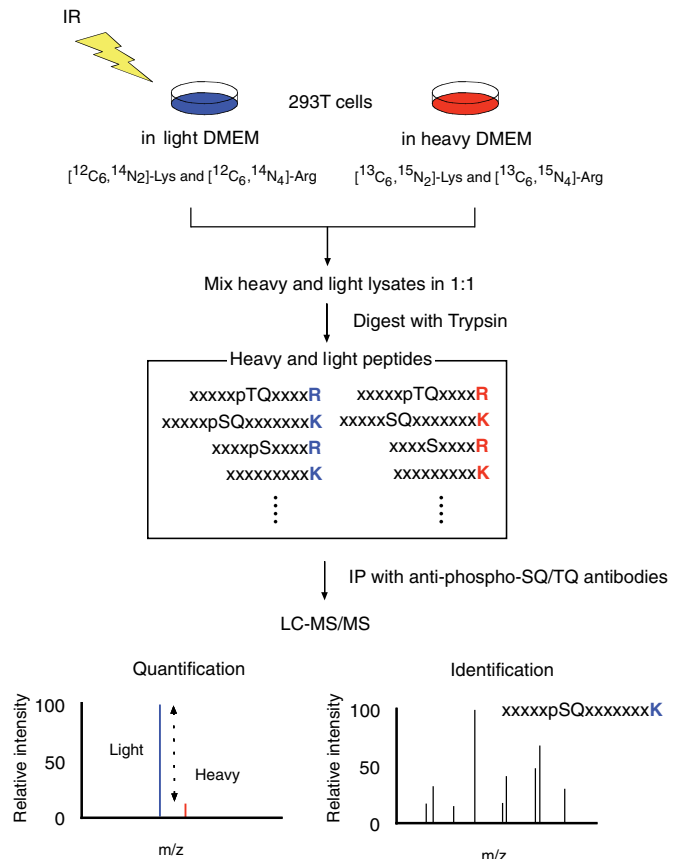 IR
293T cells
in light DMEM
in heavy DMEM
[¹²C₆,¹⁴N₂]-Lys and [¹²C₆,¹⁴N₄]-Arg
[¹³C₆,¹⁵N₂]-Lys and [¹³C₆,¹⁵N₄]-Arg
Mix heavy and light lysates in 1:1
Digest with Trypsin
Heavy and light peptides
xxxxxpTQxxxxR
xxxxxpTQxxxxR
xxxxxpSQxxxxxxxK
xxxxxSQxxxxxxxK
xxxxpSxxxxR
xxxxSxxxxR
xxxxxxxxxK
xxxxxxxxxK
IP with anti-phospho-SQ/TQ antibodies
LC-MS/MS
Quantification
Relative intensity
100
50
0
Light
Heavy
m/z
Identification
Relative intensity
100
50
0
xxxxxpSQxxxxxxxK
m/z